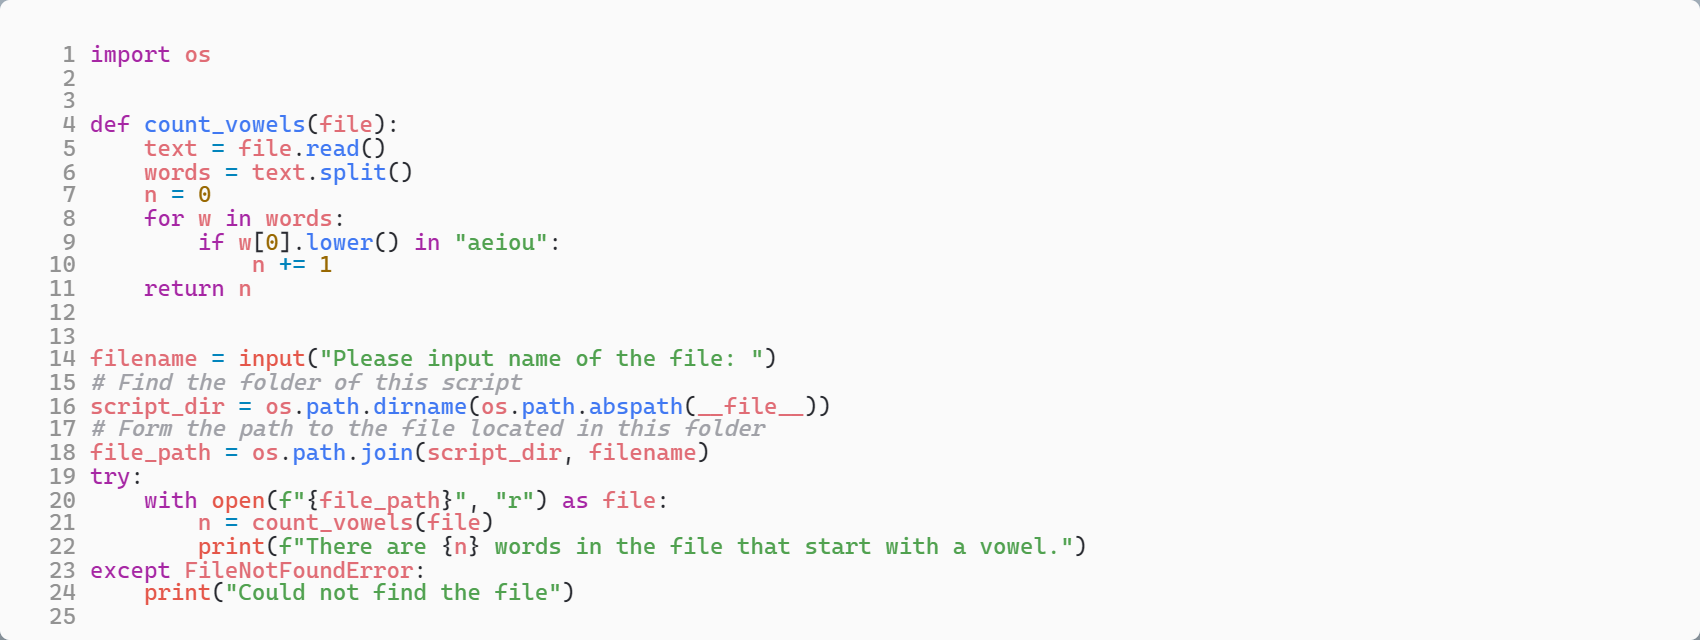 1 import os
2
3
4 def count_vowels(file):
5     text = file.read()
6     words = text.split()
7     n = 0
8     for w in words:
9         if w[0].lower() in "aeiou":
10             n += 1
11     return n
12
13
14 filename = input("Please input name of the file: ")
15 # Find the folder of this script
16 script_dir = os.path.dirname(os.path.abspath(__file__))
17 # Form the path to the file located in this folder
18 file_path = os.path.join(script_dir, filename)
19 try:
20     with open(f"{file_path}", "r") as file:
21         n = count_vowels(file)
22         print(f"There are {n} words in the file that start with a vowel.")
23 except FileNotFoundError:
24     print("Could not find the file")
25